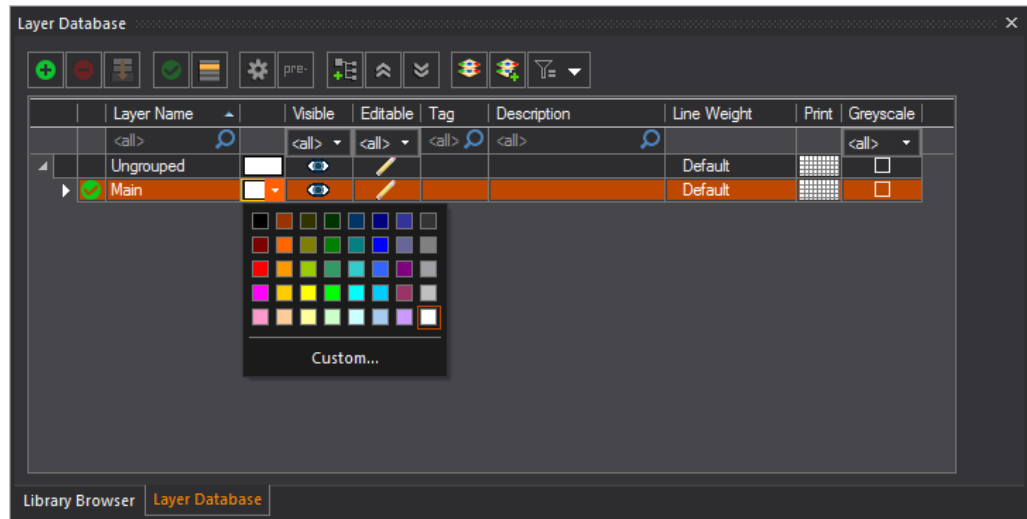 Layer Database
pre-
Layer Name Visible Editable Tag Description Line Weight Print Greyscale
<all> <all> <all> <all> <all> <all>
Ungrouped Default
Main Default
Custom...
Library Browser Layer Database